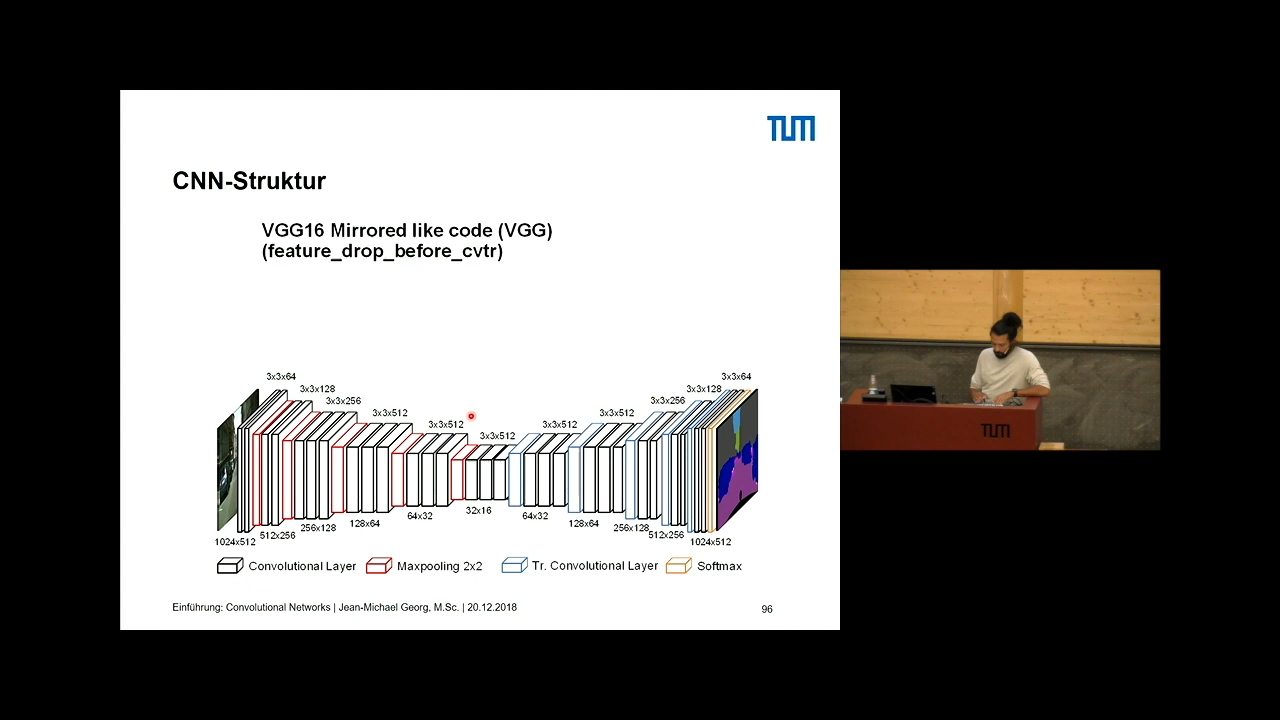 TUM
CNN-Struktur
VGG16 Mirrored like code (VGG)
(feature_drop_before_cvtr)
3x3x64
3x3x128
3x3x256
3x3x512
3x3x512
3x3x512
3x3x512
3x3x512
3x3x256
3x3x128
3x3x64
1024x512
512x256
256x128
128x64
64x32
32x16
64x32
128x64
256x128
512x256
1024x512
Convolutional Layer
Maxpooling 2x2
Tr. Convolutional Layer
Softmax
Einführung: Convolutional Networks | Jean-Michael Georg, M.Sc. | 20.12.2018
96
TUM